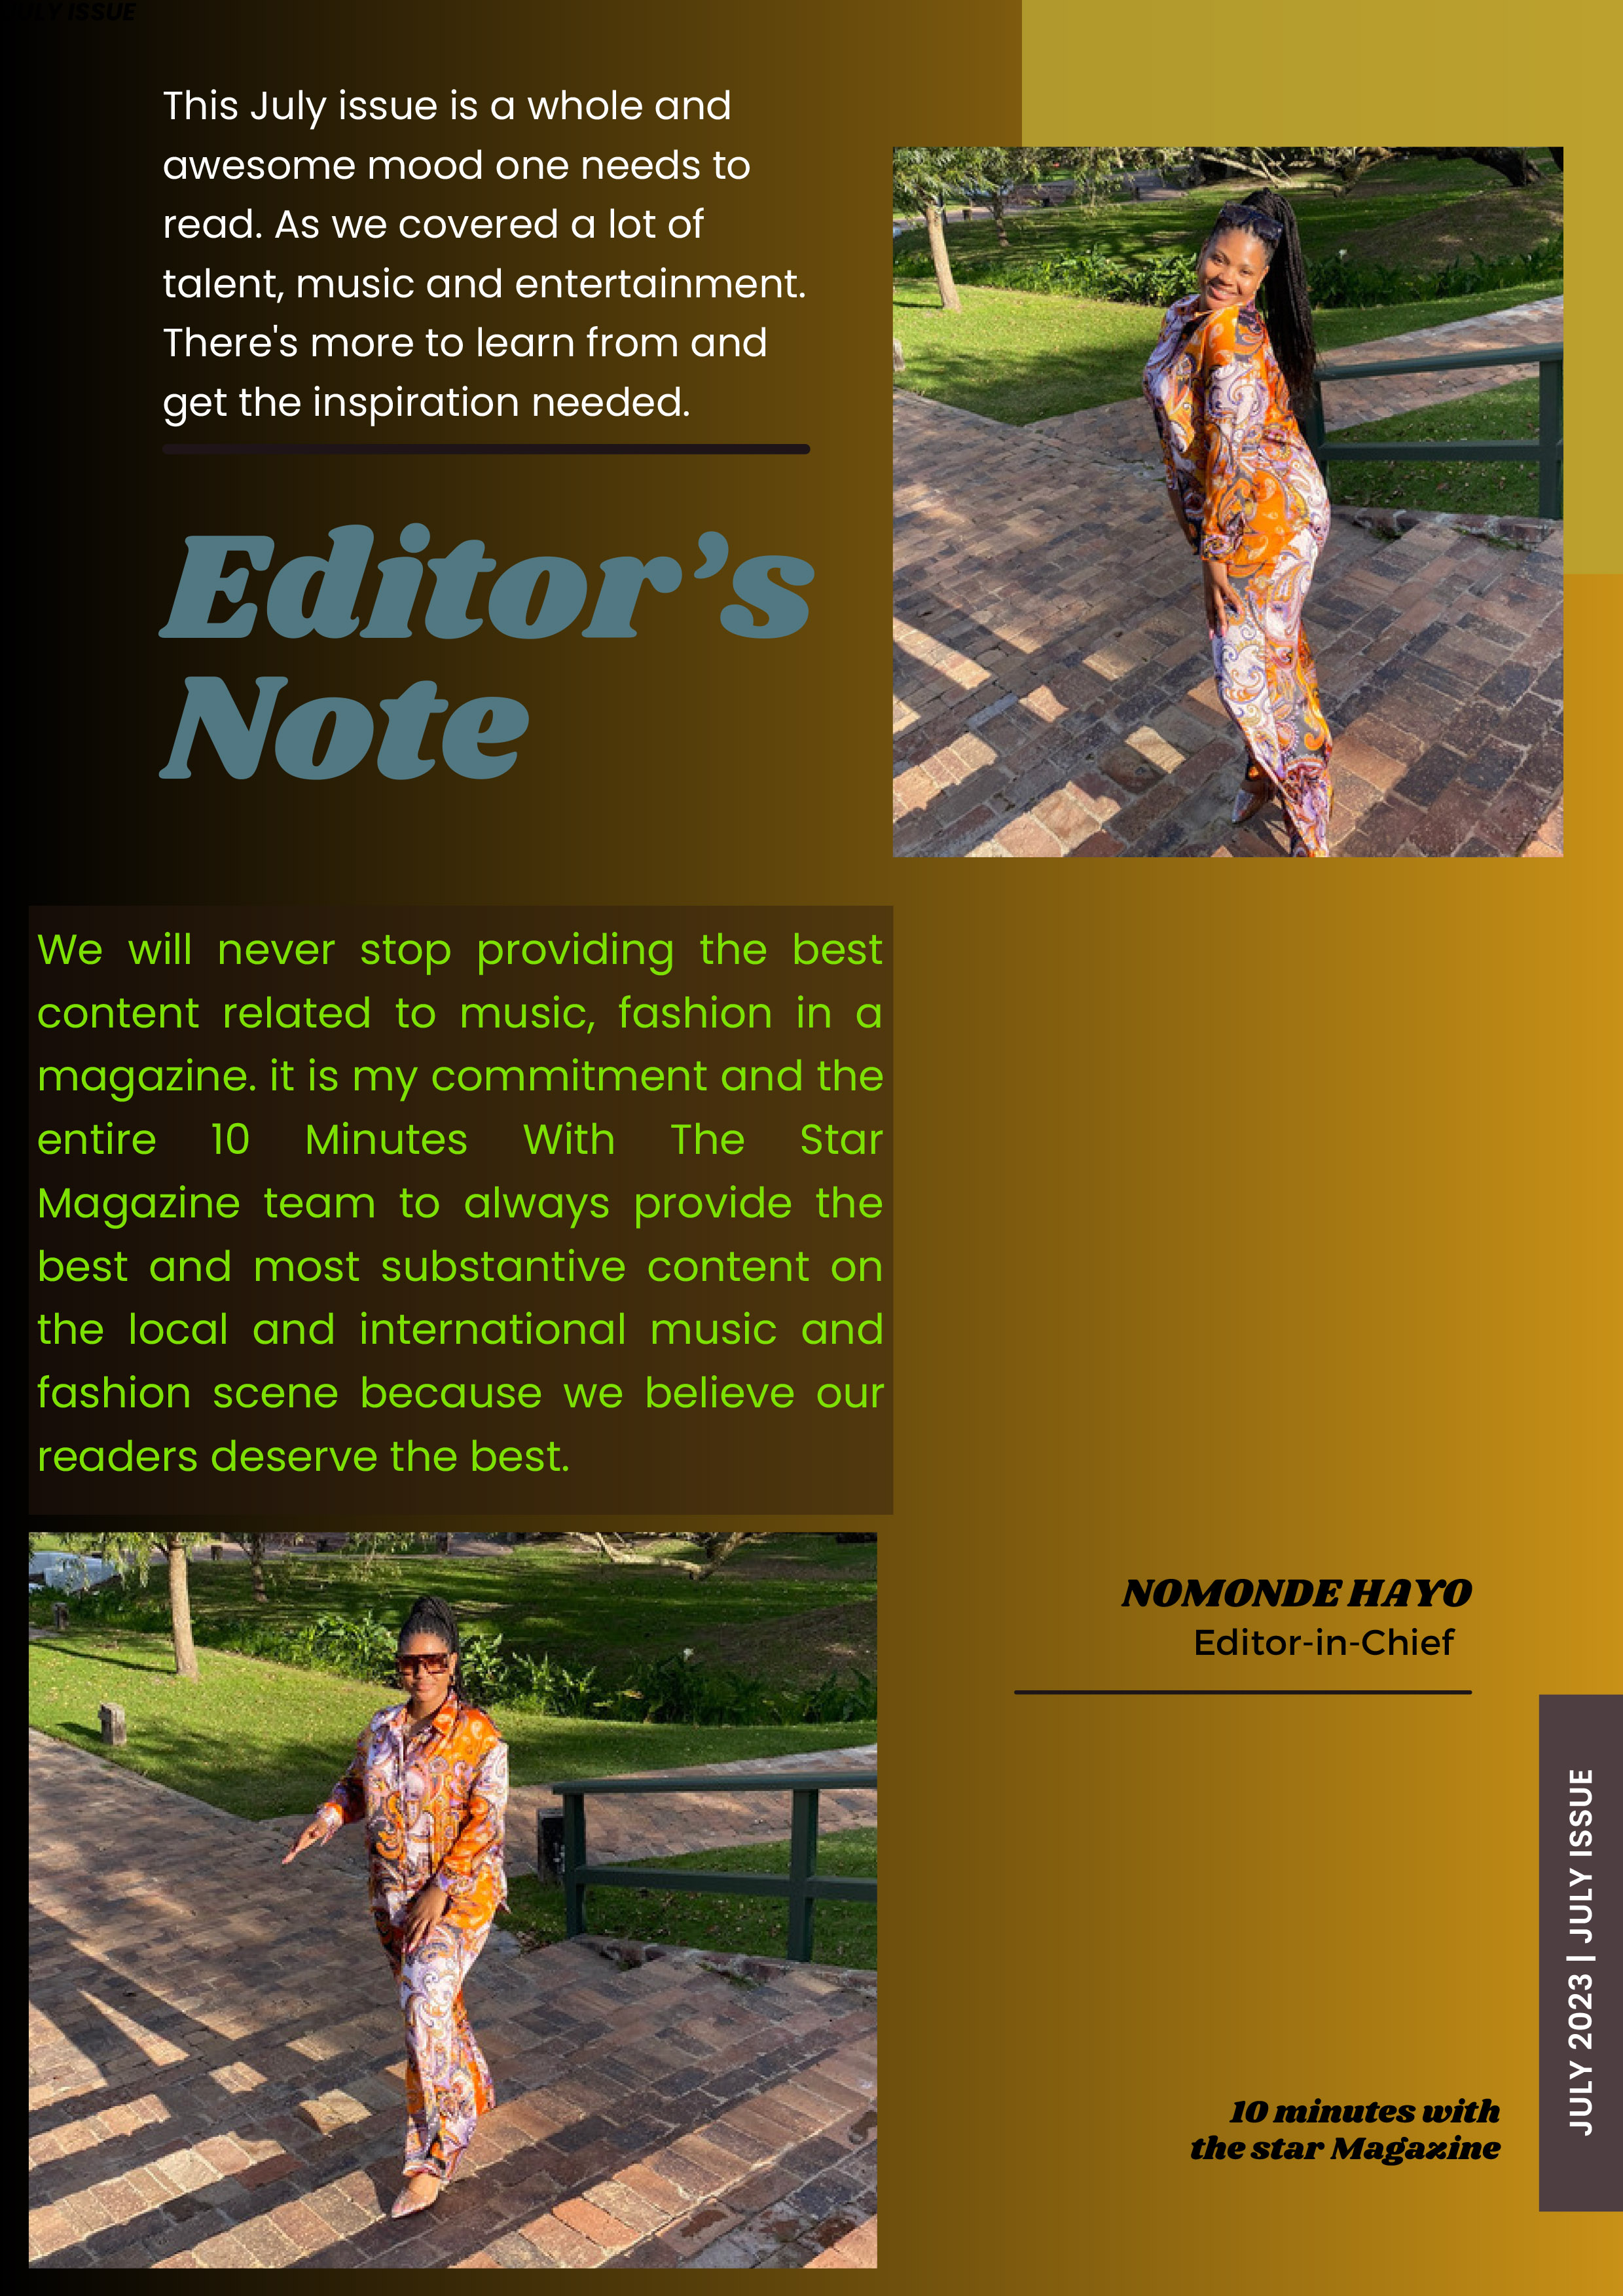 JULY ISSUE
This July issue is a whole and
awesome mood one needs to
read. As we covered a lot of
talent, music and entertainment.
There's more to learn from and
get the inspiration needed.
Editor’s
Note
We will never stop providing the best
content related to music, fashion in a
magazine. it is my commitment and the
entire 10 Minutes With The Star
Magazine team to always provide the
best and most substantive content on
the local and international music and
fashion scene because we believe our
readers deserve the best.
NOMONDE HAYO
Editor-in-Chief
JULY 2023 | JULY ISSUE
10 minutes with
the star Magazine